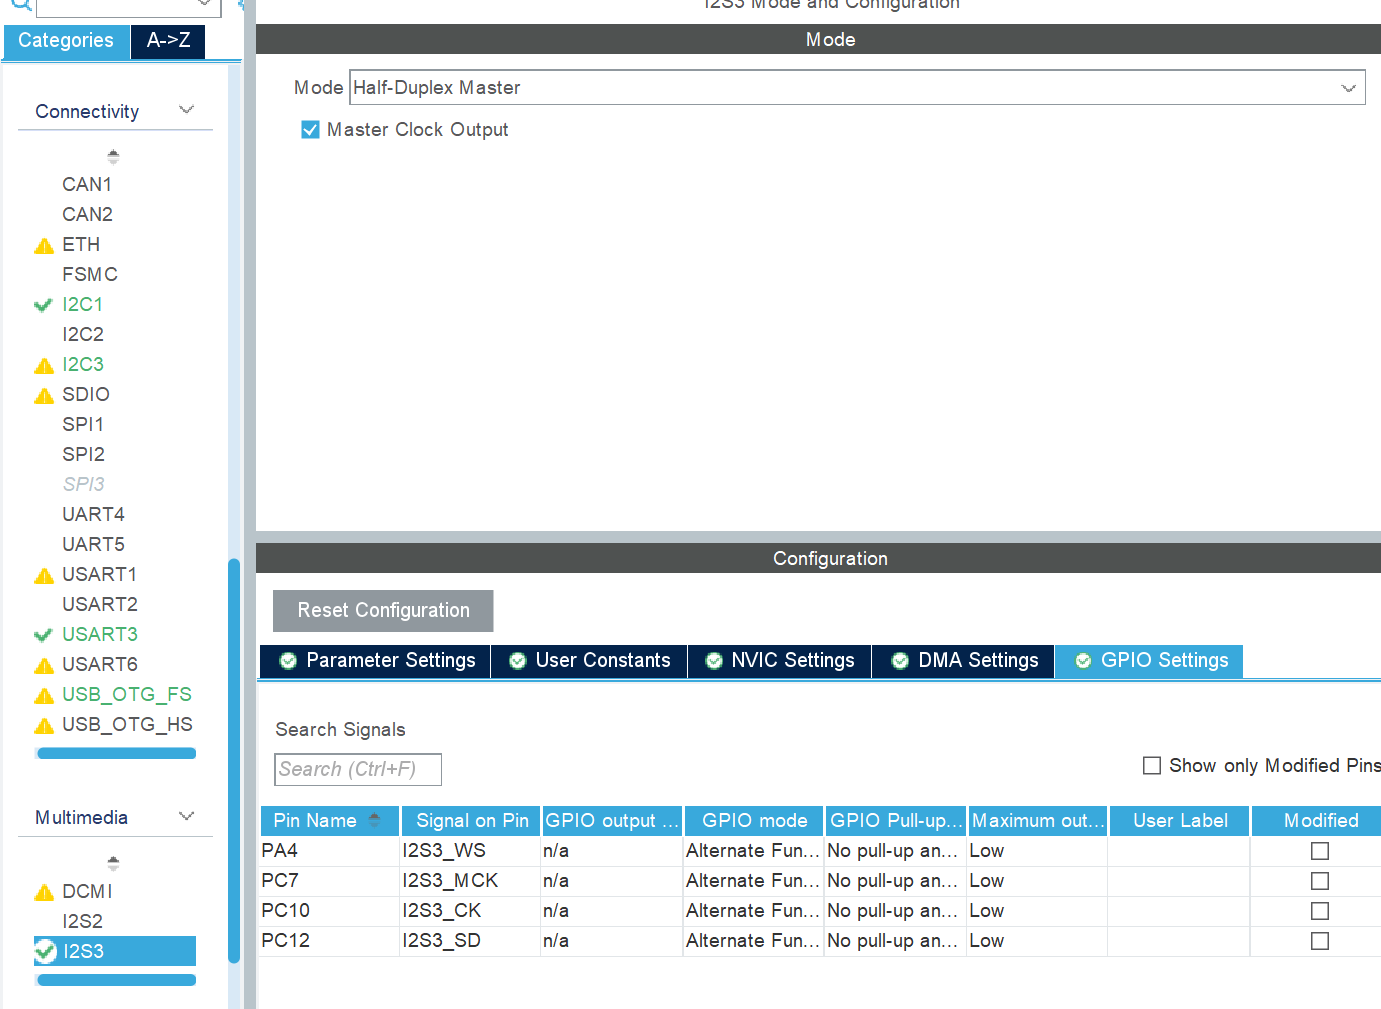 I2S3 Mode and Configuration
Categories
A->Z
Connectivity
CAN1
CAN2
ETH
FSMC
I2C1
I2C2
I2C3
SDIO
SPI1
SPI2
SPI3
UART4
UART5
USART1
USART2
USART3
USART6
USB_OTG_FS
USB_OTG_HS
Multimedia
DCMI
I2S2
I2S3
Mode
Mode Half-Duplex Master
Master Clock Output
Configuration
Reset Configuration
Parameter Settings User Constants NVIC Settings DMA Settings GPIO Settings
Search Signals
Search (Ctrl+F)
Show only Modified Pins
Pin Name Signal on Pin GPIO output ... GPIO mode GPIO Pull-up... Maximum out... User Label Modified
PA4 I2S3_WS n/a Alternate Fun... No pull-up an... Low
PC7 I2S3_MCK n/a Alternate Fun... No pull-up an... Low
PC10 I2S3_CK n/a Alternate Fun... No pull-up an... Low
PC12 I2S3_SD n/a Alternate Fun... No pull-up an... Low